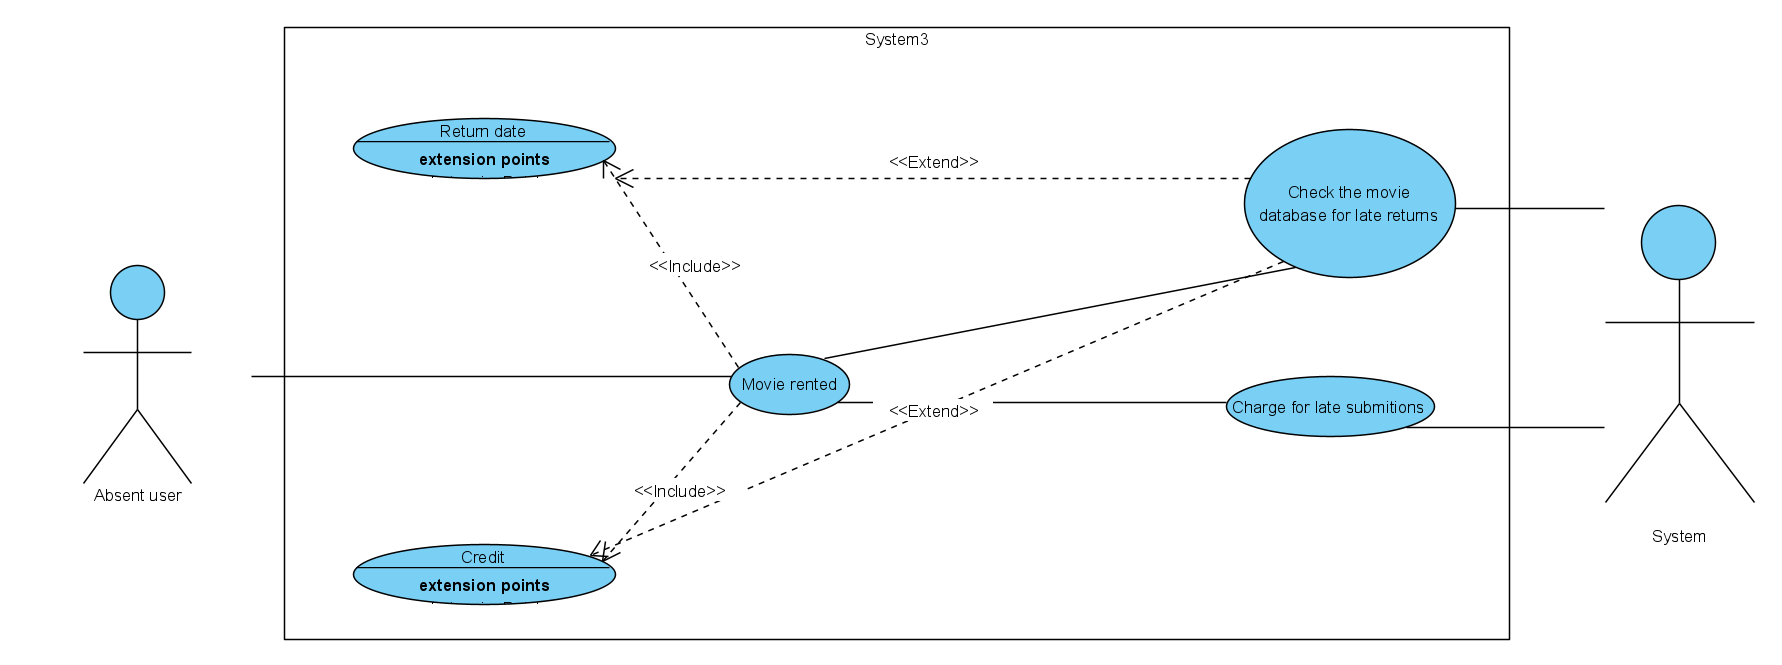 System3
Return date
extension points
<<Extend>>
Check the movie
database for late returns
<<Include>>
Movie rented
<<Extend>>
Charge for late submitions
<<Include>>
Absent user
System
Credit
extension points